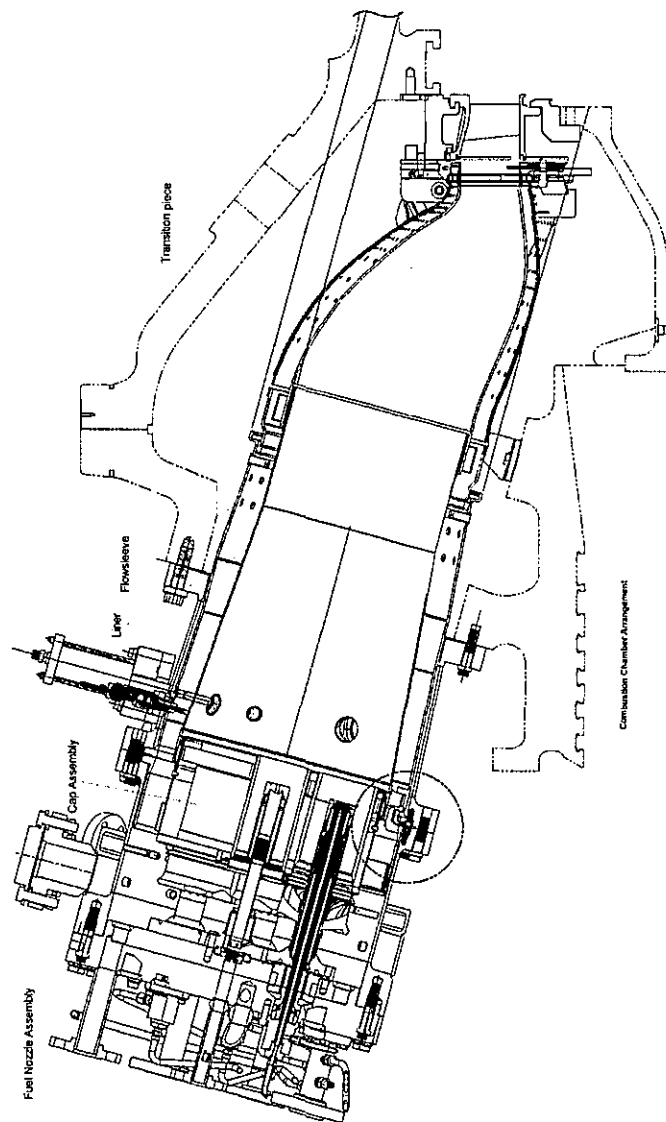 Transition piece
Flowsleeve
Liner
Cap Assembly
Fuel Nozzle Assembly
Combustion Chamber Arrangement